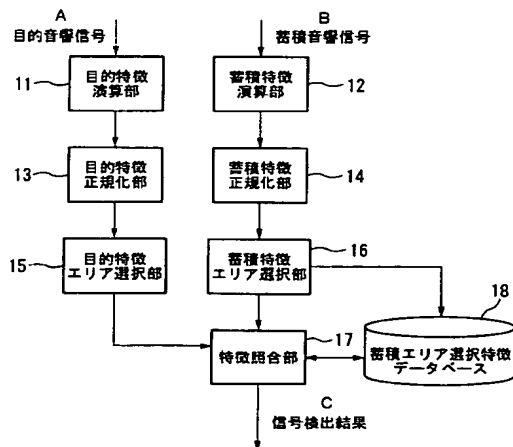 A
目的音響信号
B
蓄積音響信号
11
目的特徴
演算部
蓄積特徴
演算部
12
13
目的特徴
正規化部
蓄積特徴
正規化部
14
15
目的特徴
エリア選択部
蓄積特徴
エリア選択部
16
18
特徴照合部
17
蓄積エリア選択特徴
データベース
C
信号検出結果